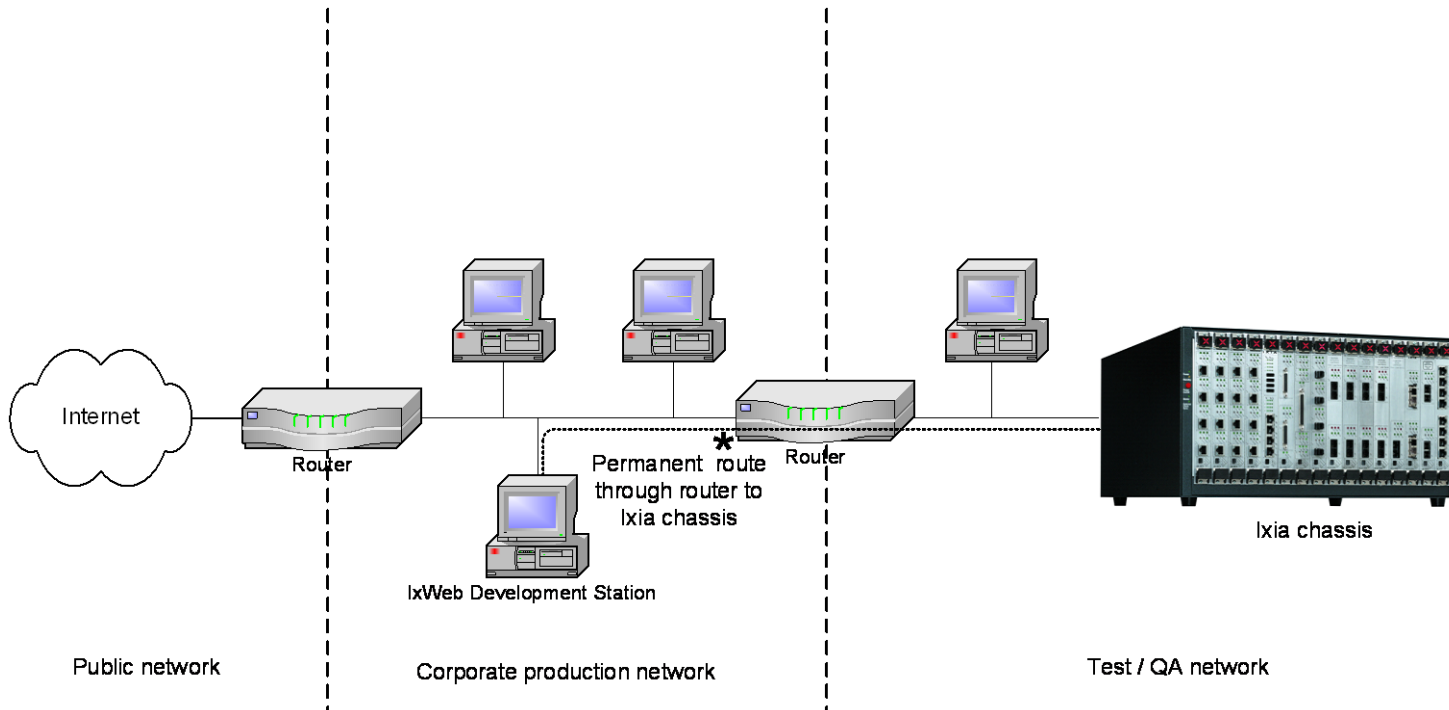 Internet
Router
*
Permanent route
through router to
Ixia chassis
Router
Ixia chassis
IxWeb Development Station
Public network
Corporate production network
Test / QA network